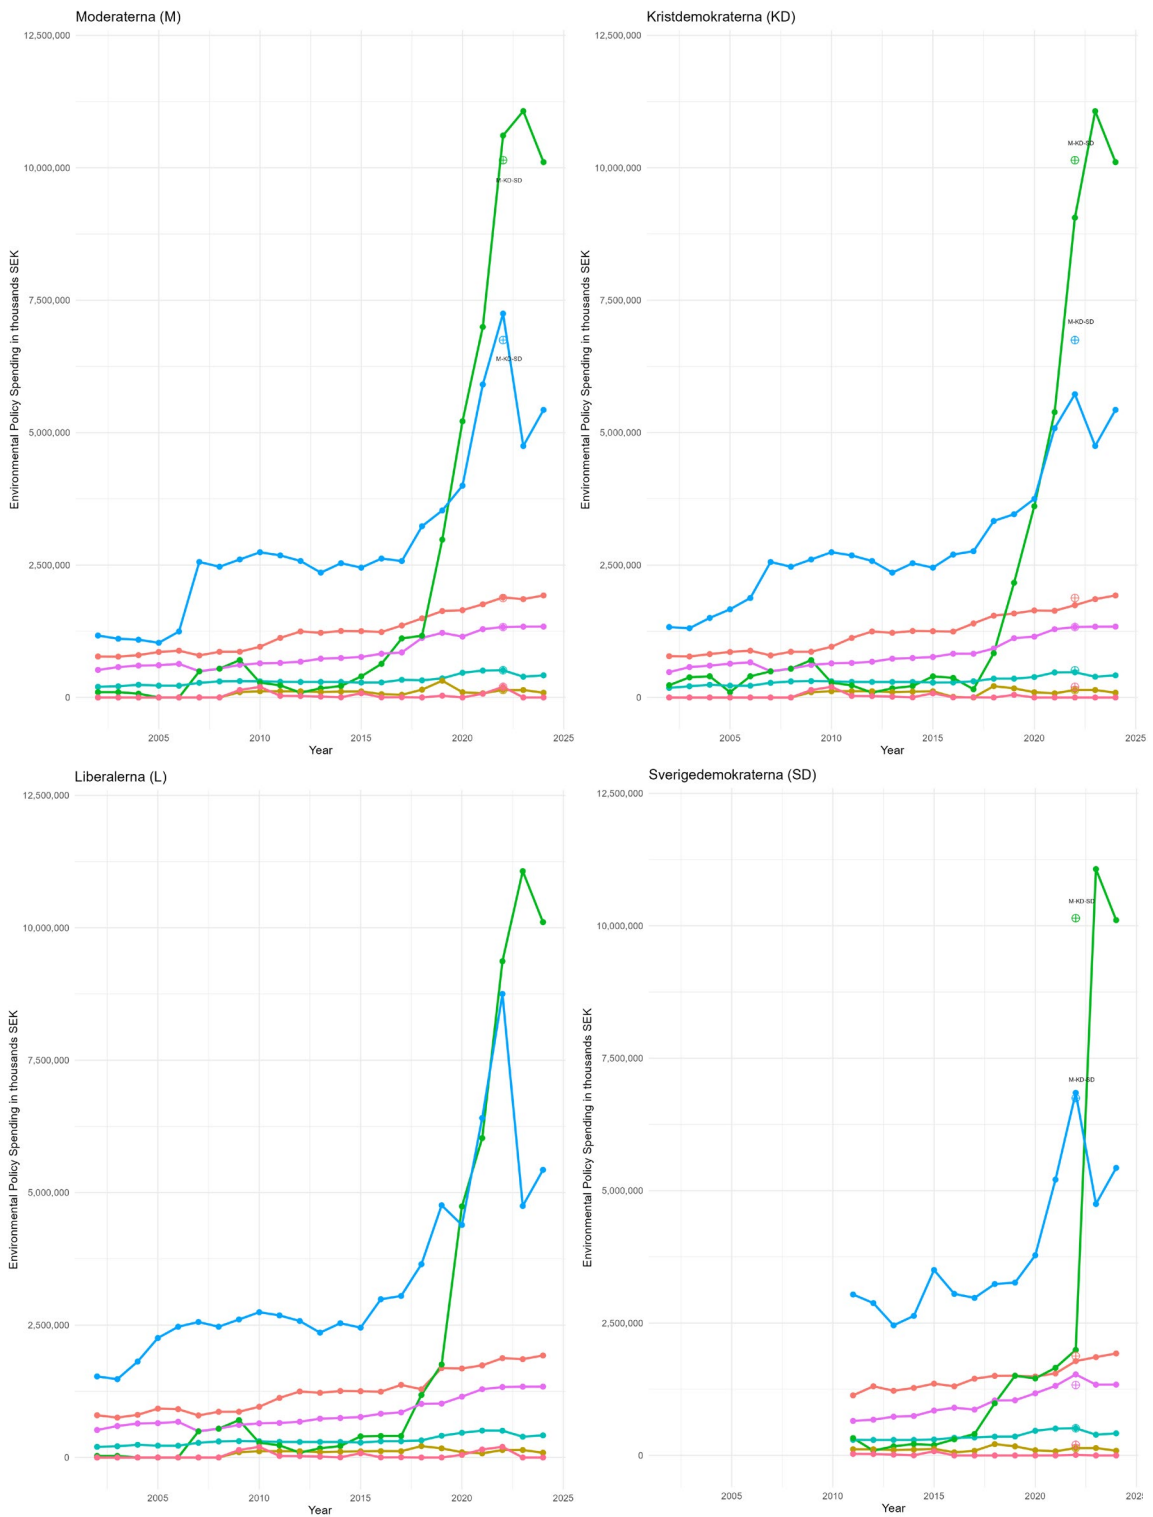 Moderaterna (M)
12,500,000
10,000,000
7,500,000
5,000,000
2,500,000
0
Environmental Policy Spending in thousands SEK
M-KD-SD
M-KD-SD
2005
2010
2015
2020
2025
Year
Kristdemokraterna (KD)
12,500,000
10,000,000
7,500,000
5,000,000
2,500,000
0
Environmental Policy Spending in thousands SEK
M-KD-SD
M-KD-SD
2005
2010
2015
2020
2025
Year
Liberalerna (L)
12,500,000
10,000,000
7,500,000
5,000,000
2,500,000
0
Environmental Policy Spending in thousands SEK
2005
2010
2015
2020
2025
Year
Sverigedemokraterna (SD)
12,500,000
10,000,000
7,500,000
5,000,000
2,500,000
0
Environmental Policy Spending in thousands SEK
M-KD-SD
M-KD-SD
2005
2010
2015
2020
202
Year